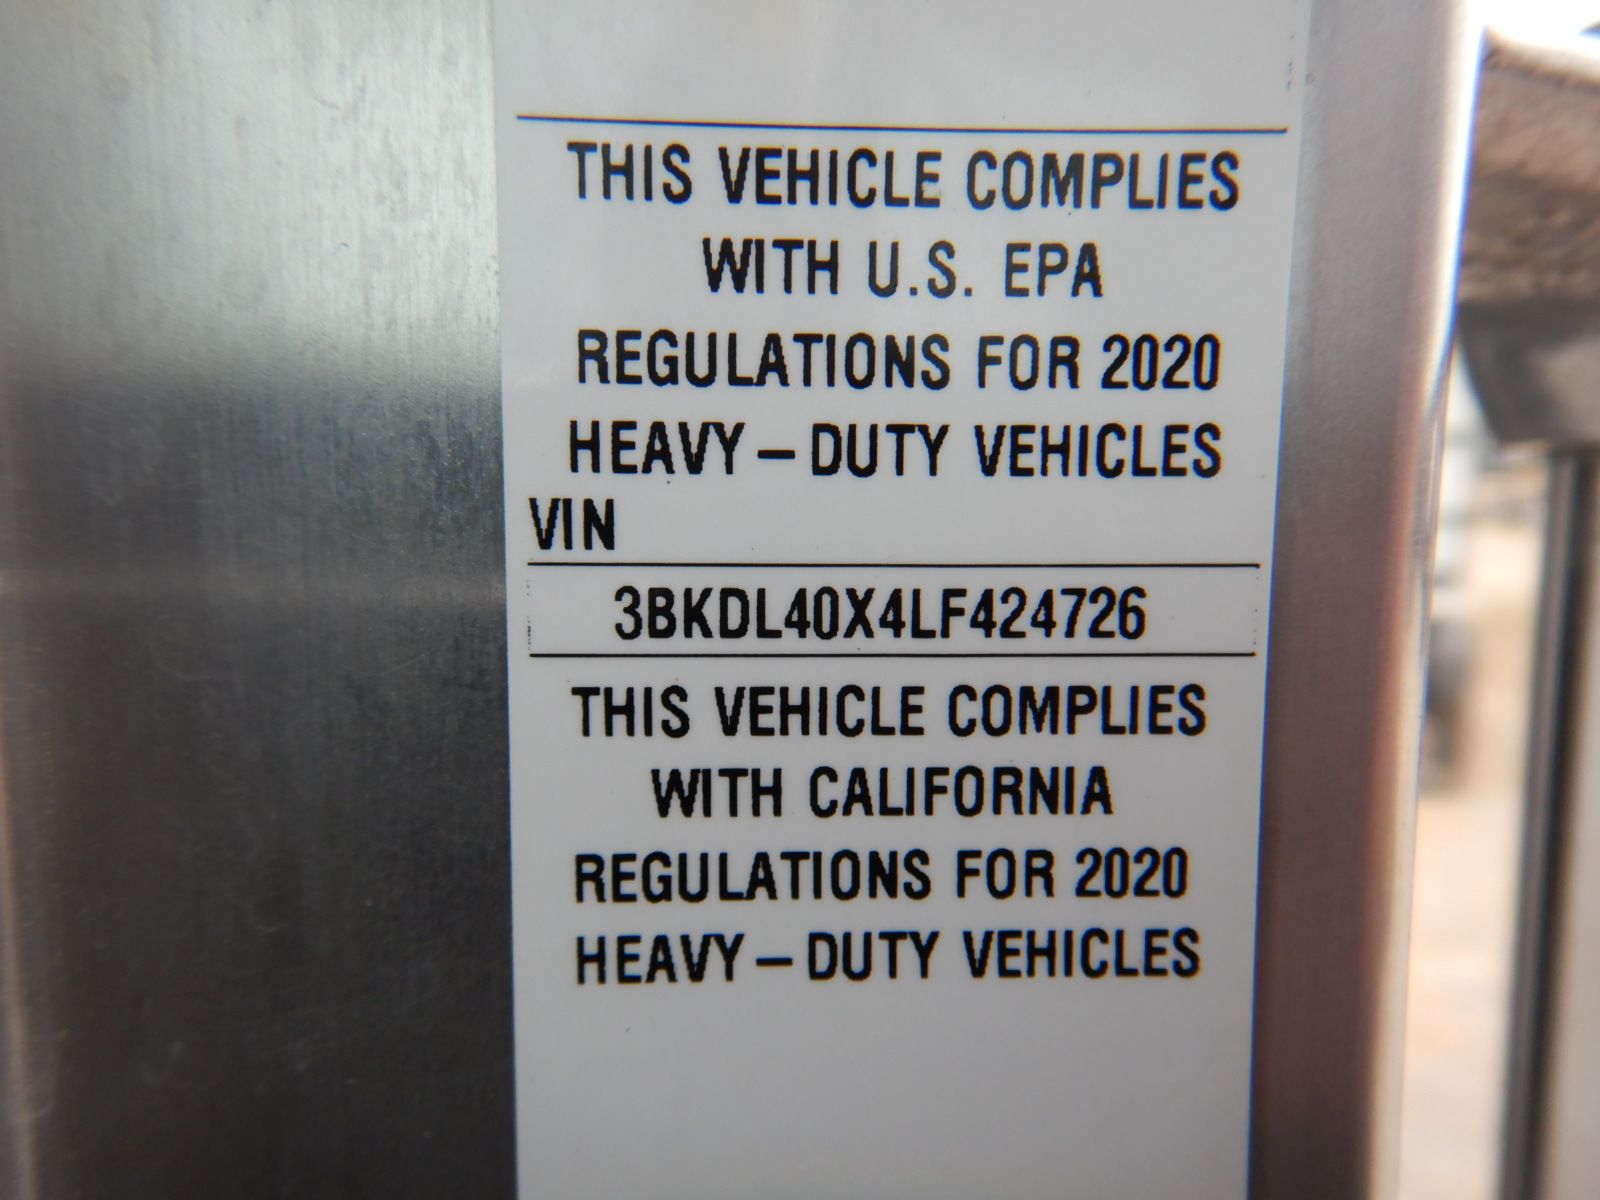 THIS VEHICLE COMPLIES
WITH U.S. EPA
REGULATIONS FOR 2020
HEAVY-DUTY VEHICLES
VIN
3BKDL40X4LF424726
THIS VEHICLE COMPLIES
WITH CALIFORNIA
REGULATIONS FOR 2020
HEAVY-DUTY VEHICLES